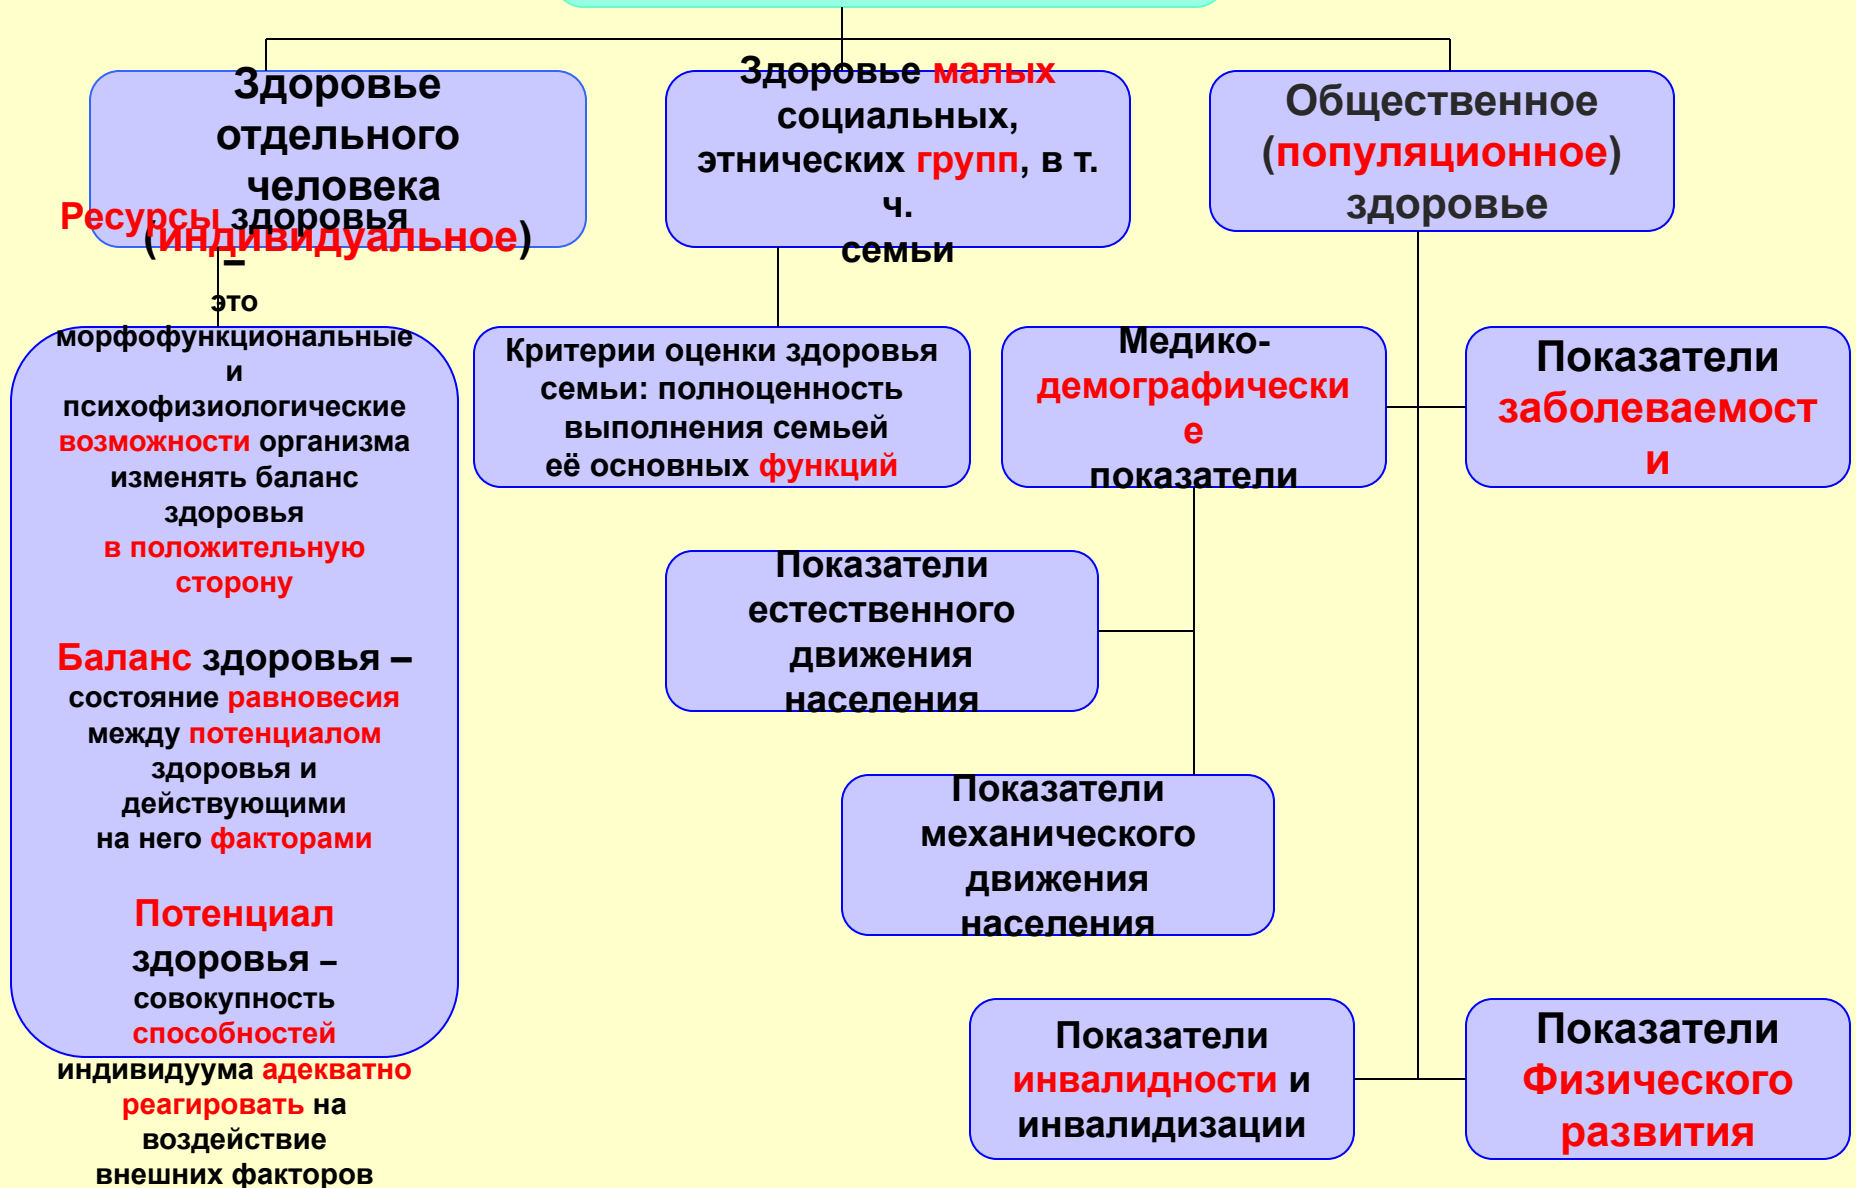 Здоровье
отдельного
человека
(индивидуальное)
Здоровье малых
социальных,
этнических групп, в т.
ч.
семьи
Общественное
(популяционное)
здоровье
Ресурсы здоровья
–
это
морфофункциональные
и
психофизиологические
возможности организма
изменять баланс
здоровья
в положительную
сторону
Баланс здоровья –
состояние равновесия
между потенциалом
здоровья и
действующими
на него факторами
Потенциал
здоровья –
совокупность
способностей
индивидуума адекватно
реагировать на
воздействие
внешних факторов
Критерии оценки здоровья
семьи: полноценность
выполнения семьей
её основных функций
Медико-
демографически
е
показатели
Показатели
заболеваемост
и
Показатели
естественного
движения
населения
Показатели
механического
движения
населения
Показатели
инвалидности и
инвалидизации
Показатели
Физического
развития